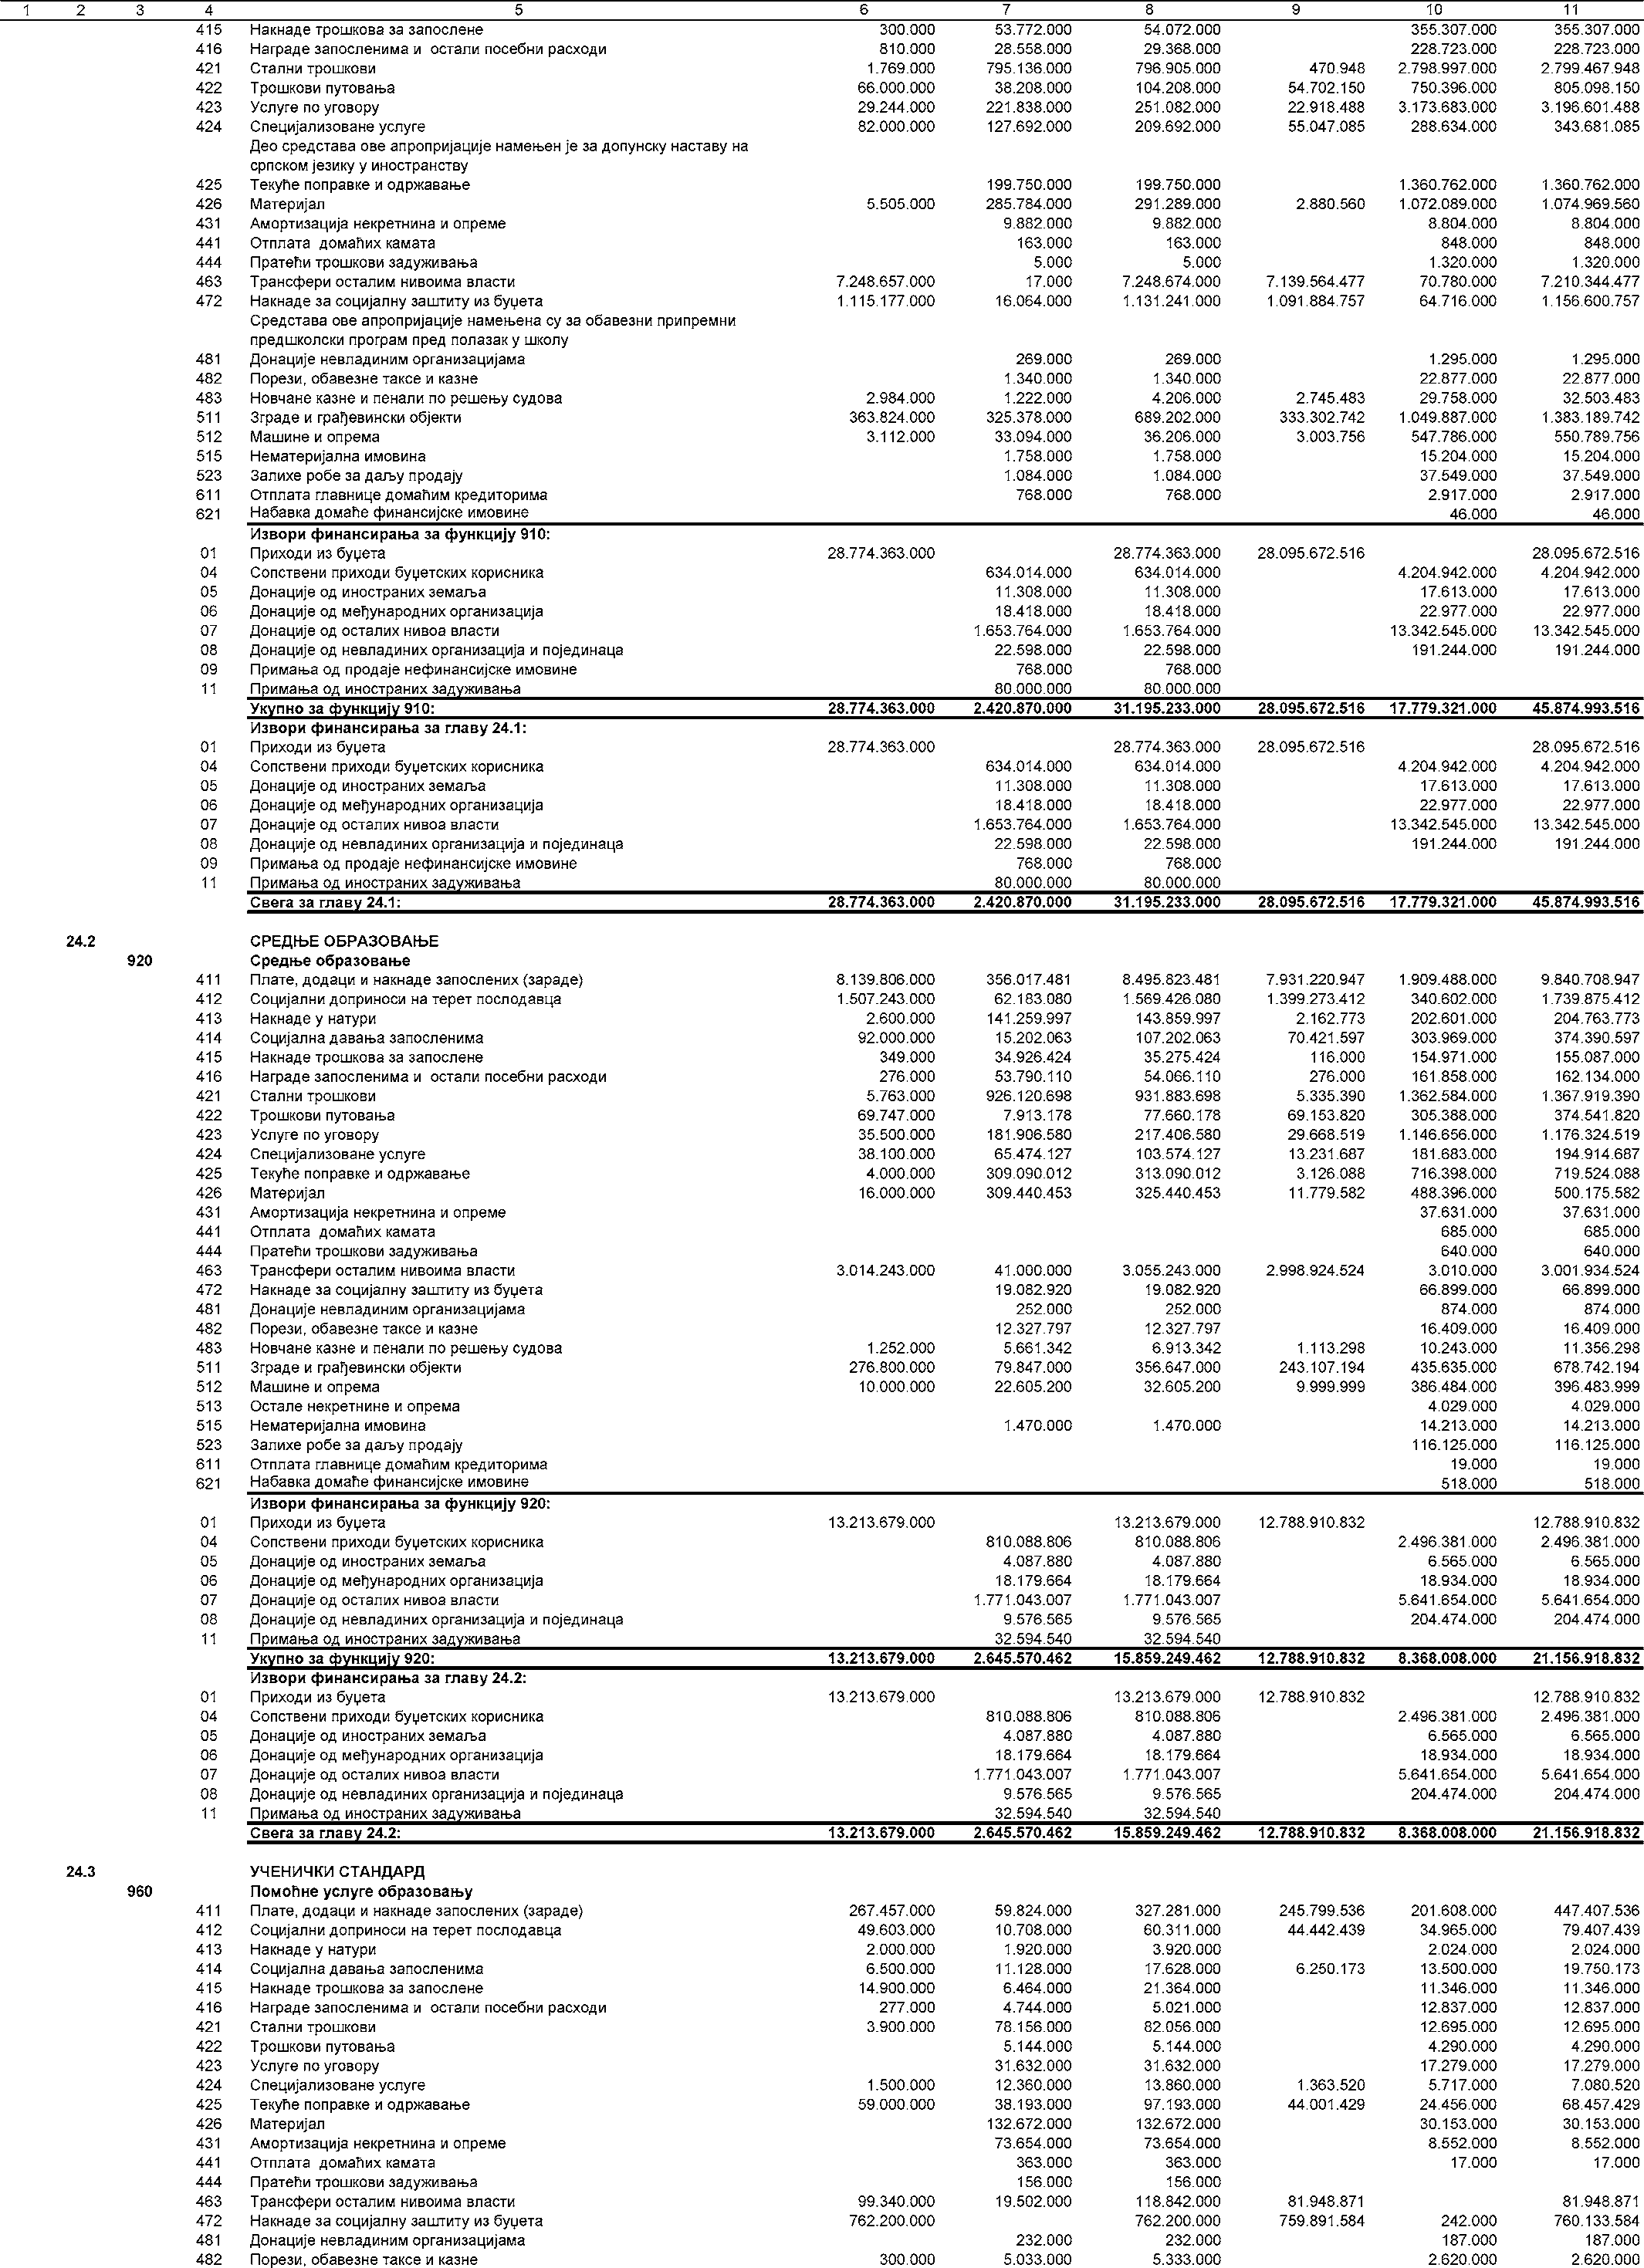 1 2 3 4 5 6 7 8 9 10 11
415 Накнаде трошкова за запослене 300.000 53.772.000 54.072.000 355.307.000 355.307.000
416 Награде запосленима и остали посебни расходи 810.000 28.558.000 29.368.000 228.723.000 228.723.000
421 Стални трошкови 1.769.000 795.136.000 796.905.000 470.948 2.798.997.000 2.799.467.948
422 Трошкови путовања 66.000.000 38.208.000 104.208.000 54.702.150 750.396.000 805.098.150
423 Услуге по уговору 29.244.000 221.838.000 251.082.000 22.918.488 3.173.683.000 3.196.601.488
424 Специјализоване услуге 82.000.000 127.692.000 209.692.000 55.047.085 288.634.000 343.681.085
Део средстава ове апропријације намењен је за допунску наставу на
српском језику у иностранству
425 Текуће поправке и одржавање 199.750.000 199.750.000 1.360.762.000 1.360.762.000
426 Материјал 5.505.000 285.784.000 291.289.000 2.880.560 1.072.089.000 1.074.969.560
431 Амортизација некретнина и опреме 9.882.000 9.882.000 8.804.000 8.804.000
441 Отплата домаћих камата 163.000 163.000 848.000 848.000
444 Пратећи трошкови задуживања 5.000 5.000 1.320.000 1.320.000
463 Трансфери осталим нивоима власти 7.248.657.000 17.000 7.248.674.000 7.139.564.477 70.780.000 7.210.344.477
472 Накнаде за социјалну заштиту из буџета 1.115.177.000 16.064.000 1.131.241.000 1.091.884.757 64.716.000 1.156.600.757
Средстава ове апропријације намењена су за обавезни припремни
предшколски програм пред полазак у школу
481 Донације невладиним организацијама 269.000 269.000 1.295.000 1.295.000
482 Порези, обавезне таксе и казне 1.340.000 1.340.000 22.877.000 22.877.000
483 Новчане казне и пенали по решењу судова 2.984.000 1.222.000 4.206.000 2.745.483 29.758.000 32.503.483
511 Зграде и грађевински објекти 363.824.000 325.378.000 689.202.000 333.302.742 1.049.887.000 1.383.189.742
512 Машине и опрема 3.112.000 33.094.000 36.206.000 3.003.756 547.786.000 550.789.756
515 Нематеријална имовина 1.758.000 1.758.000 15.204.000 15.204.000
523 Залихе робе за даљу продају 1.084.000 1.084.000 37.549.000 37.549.000
611 Отплата главнице домаћим кредиторима 768.000 768.000 2.917.000 2.917.000
621 Набавка домаће финансијске имовине 46.000 46.000
Извори финансирања за функцију 910:
01 Приходи из буџета 28.774.363.000 28.774.363.000 28.095.672.516 28.095.672.516
04 Сопствени приходи буџетских корисника 634.014.000 634.014.000 4.204.942.000 4.204.942.000
05 Донације од иностраних земаља 11.308.000 11.308.000 17.613.000 17.613.000
06 Донације од међународних организација 18.418.000 18.418.000 22.977.000 22.977.000
07 Донације од осталих нивоа власти 1.653.764.000 1.653.764.000 13.342.545.000 13.342.545.000
08 Донације од невладиних организација и појединаца 22.598.000 22.598.000 191.244.000 191.244.000
09 Примања од продаје нефинансијске имовине 768.000 768.000
11 Примања од иностраних задуживања 80.000.000 80.000.000
Укупно за функцију 910: 28.774.363.000 2.420.870.000 31.195.233.000 28.095.672.516 17.779.321.000 45.874.993.516
Извори финансирања за главу 24.1:
01 Приходи из буџета 28.774.363.000 28.774.363.000 28.095.672.516 28.095.672.516
04 Сопствени приходи буџетских корисника 634.014.000 634.014.000 4.204.942.000 4.204.942.000
05 Донације од иностраних земаља 11.308.000 11.308.000 17.613.000 17.613.000
06 Донације од међународних организација 18.418.000 18.418.000 22.977.000 22.977.000
07 Донације од осталих нивоа власти 1.653.764.000 1.653.764.000 13.342.545.000 13.342.545.000
08 Донације од невладиних организација и појединаца 22.598.000 22.598.000 191.244.000 191.244.000
09 Примања од продаје нефинансијске имовине 768.000 768.000
11 Примања од иностраних задуживања 80.000.000 80.000.000
Свега за главу 24.1: 28.774.363.000 2.420.870.000 31.195.233.000 28.095.672.516 17.779.321.000 45.874.993.516
24.2 СРЕДЊЕ ОБРАЗОВАЊЕ
920 Средње образовање
411 Плате, додаци и накнаде запослених (зараде) 8.139.806.000 356.017.481 8.495.823.481 7.931.220.947 1.909.488.000 9.840.708.947
412 Социјални доприноси на терет послодавца 1.507.243.000 62.183.080 1.569.426.080 1.399.273.412 340.602.000 1.739.875.412
413 Накнаде у натури 2.600.000 141.259.997 143.859.997 2.162.773 202.601.000 204.763.773
414 Социјална давања запосленима 92.000.000 15.202.063 107.202.063 70.421.597 303.969.000 374.390.597
415 Накнаде трошкова за запослене 349.000 34.926.424 35.275.424 116.000 154.971.000 155.087.000
416 Награде запосленима и остали посебни расходи 276.000 53.790.110 54.066.110 276.000 161.858.000 162.134.000
421 Стални трошкови 5.763.000 926.120.698 931.883.698 5.335.390 1.362.584.000 1.367.919.390
422 Трошкови путовања 69.747.000 7.913.178 77.660.178 69.153.820 305.388.000 374.541.820
423 Услуге по уговору 35.500.000 181.906.580 217.406.580 29.668.519 1.146.656.000 1.176.324.519
424 Специјализоване услуге 38.100.000 65.474.127 103.574.127 13.231.687 181.683.000 194.914.687
425 Текуће поправке и одржавање 4.000.000 309.090.012 313.090.012 3.126.088 716.398.000 719.524.088
426 Материјал 16.000.000 309.440.453 325.440.453 11.779.582 488.396.000 500.175.582
431 Амортизација некретнина и опреме 37.631.000 37.631.000
441 Отплата домаћих камата 685.000 685.000
444 Пратећи трошкови задуживања 640.000 640.000
463 Трансфери осталим нивоима власти 3.014.243.000 41.000.000 3.055.243.000 2.998.924.524 3.010.000 3.001.934.524
472 Накнаде за социјалну заштиту из буџета 19.082.920 19.082.920 66.899.000 66.899.000
481 Донације невладиним организацијама 252.000 252.000 874.000 874.000
482 Порези, обавезне таксе и казне 12.327.797 12.327.797 16.409.000 16.409.000
483 Новчане казне и пенали по решењу судова 1.252.000 5.661.342 6.913.342 1.113.298 10.243.000 11.356.298
511 Зграде и грађевински објекти 276.800.000 79.847.000 356.647.000 243.107.194 435.635.000 678.742.194
512 Машине и опрема 10.000.000 22.605.200 32.605.200 9.999.999 386.484.000 396.483.999
513 Остале некретнине и опрема 4.029.000 4.029.000
515 Нематеријална имовина 1.470.000 1.470.000 14.213.000 14.213.000
523 Залихе робе за даљу продају 116.125.000 116.125.000
611 Отплата главнице домаћим кредиторима 19.000 19.000
621 Набавка домаће финансијске имовине 518.000 518.000
Извори финансирања за функцију 920:
01 Приходи из буџета 13.213.679.000 13.213.679.000 12.788.910.832 12.788.910.832
04 Сопствени приходи буџетских корисника 810.088.806 810.088.806 2.496.381.000 2.496.381.000
05 Донације од иностраних земаља 4.087.880 4.087.880 6.565.000 6.565.000
06 Донације од међународних организација 18.179.664 18.179.664 18.934.000 18.934.000
07 Донације од осталих нивоа власти 1.771.043.007 1.771.043.007 5.641.654.000 5.641.654.000
08 Донације од невладиних организација и појединаца 9.576.565 9.576.565 204.474.000 204.474.000
11 Примања од иностраних задуживања 32.594.540 32.594.540
Укупно за функцију 920: 13.213.679.000 2.645.570.462 15.859.249.462 12.788.910.832 8.368.008.000 21.156.918.832
Извори финансирања за главу 24.2:
01 Приходи из буџета 13.213.679.000 13.213.679.000 12.788.910.832 12.788.910.832
04 Сопствени приходи буџетских корисника 810.088.806 810.088.806 2.496.381.000 2.496.381.000
05 Донације од иностраних земаља 4.087.880 4.087.880 6.565.000 6.565.000
06 Донације од међународних организација 18.179.664 18.179.664 18.934.000 18.934.000
07 Донације од осталих нивоа власти 1.771.043.007 1.771.043.007 5.641.654.000 5.641.654.000
08 Донације од невладиних организација и појединаца 9.576.565 9.576.565 204.474.000 204.474.000
11 Примања од иностраних задуживања 32.594.540 32.594.540
Свега за главу 24.2: 13.213.679.000 2.645.570.462 15.859.249.462 12.788.910.832 8.368.008.000 21.156.918.832
24.3 УЧЕНИЧКИ СТАНДАРД
960 Помоћне услуге образовању
411 Плате, додаци и накнаде запослених (зараде) 267.457.000 59.824.000 327.281.000 245.799.536 201.608.000 447.407.536
412 Социјални доприноси на терет послодавца 49.603.000 10.708.000 60.311.000 44.442.439 34.965.000 79.407.439
413 Накнаде у натури 2.000.000 1.920.000 3.920.000 2.024.000 2.024.000
414 Социјална давања запосленима 6.500.000 11.128.000 17.628.000 6.250.173 13.500.000 19.750.173
415 Накнаде трошкова за запослене 14.900.000 6.464.000 21.364.000 11.346.000 11.346.000
416 Награде запосленима и остали посебни расходи 277.000 4.744.000 5.021.000 12.837.000 12.837.000
421 Стални трошкови 3.900.000 78.156.000 82.056.000 12.695.000 12.695.000
422 Трошкови путовања 5.144.000 5.144.000 4.290.000 4.290.000
423 Услуге по уговору 31.632.000 31.632.000 17.279.000 17.279.000
424 Специјализоване услуге 1.500.000 12.360.000 13.860.000 1.363.520 5.717.000 7.080.520
425 Текуће поправке и одржавање 59.000.000 38.193.000 97.193.000 44.001.429 24.456.000 68.457.429
426 Материјал 132.672.000 132.672.000 30.153.000 30.153.000
431 Амортизација некретнина и опреме 73.654.000 73.654.000 8.552.000 8.552.000
441 Отплата домаћих камата 363.000 363.000 17.000 17.000
444 Пратећи трошкови задуживања 156.000 156.000
463 Трансфери осталим нивоима власти 99.340.000 19.502.000 118.842.000 81.948.871 81.948.871
472 Накнаде за социјалну заштиту из буџета 762.200.000 762.200.000 759.891.584 242.000 760.133.584
481 Донације невладиним организацијама 232.000 232.000 187.000 187.000
482 Порези, обавезне таксе и казне 300.000 5.033.000 5.333.000 2.620.000 2.620.000